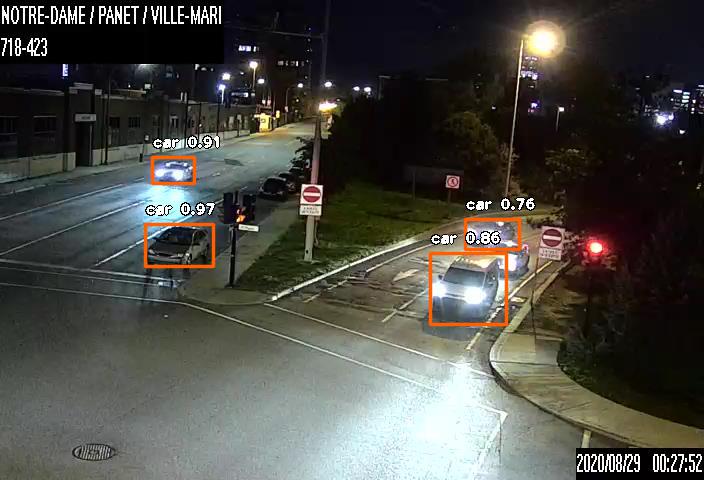 NOTRE-DAME / PANET / VILLE-MARI
718-423
car 0.91
car 0.97
car 0.76
car 0.86
2020/08/29 00:27:52